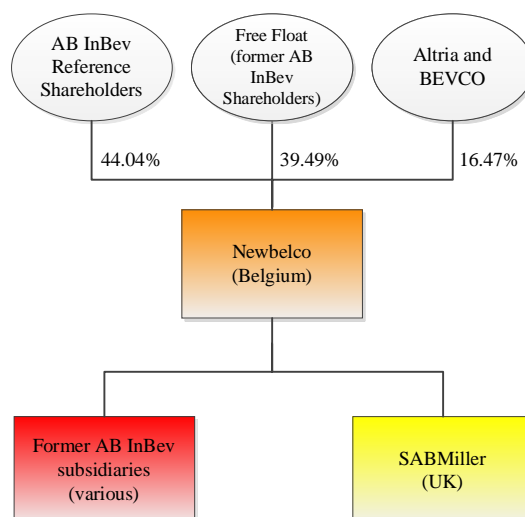 AB InBev
Reference
Shareholders
Free Float
(former AB
InBev
Shareholders)
Altria and
BEVCO
44.04%
39.49%
16.47%
Newbelco
(Belgium)
Former AB InBev
subsidiaries
(various)
SABMiller
(UK)